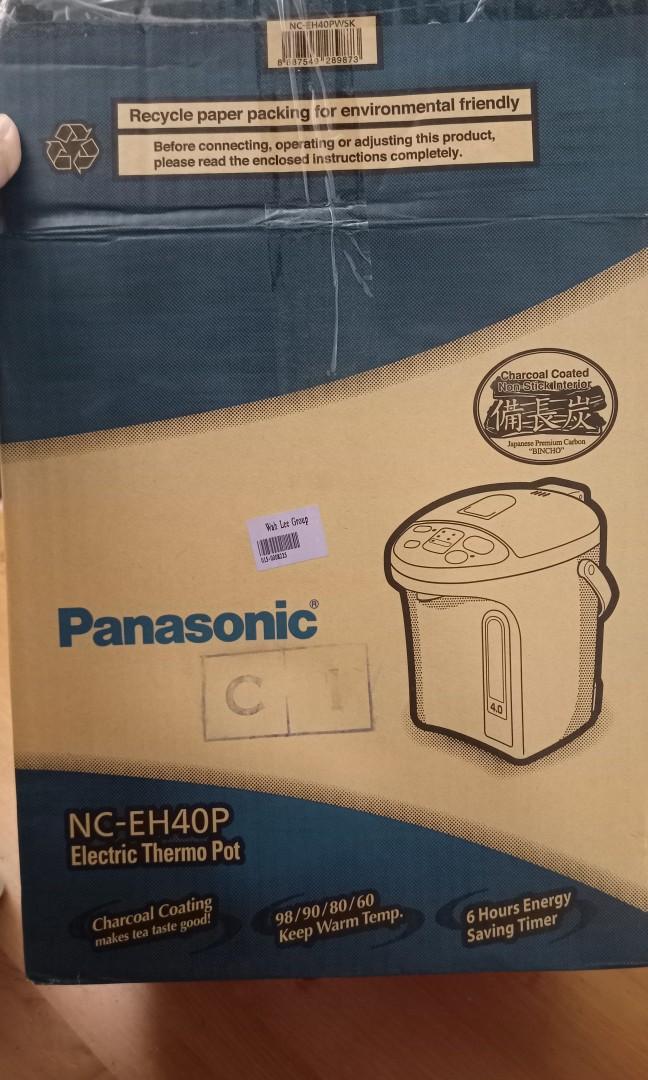 NC-EH40PWSK
Recycle paper packing for environmental friendly
Before connecting, operating or adjusting this product,
please read the enclosed instructions completely.
Charcoal Coated
Non-Stick Interior
備長炭
Japanese Premium Carbon
"BINCHO"
Wah Lee Group
Panasonic®
C I
4.0
NC-EH40P
Electric Thermo Pot
Charcoal Coating
makes tea taste good!
98/90/80/60
Keep Warm Temp.
6 Hours Energy
Saving Timer